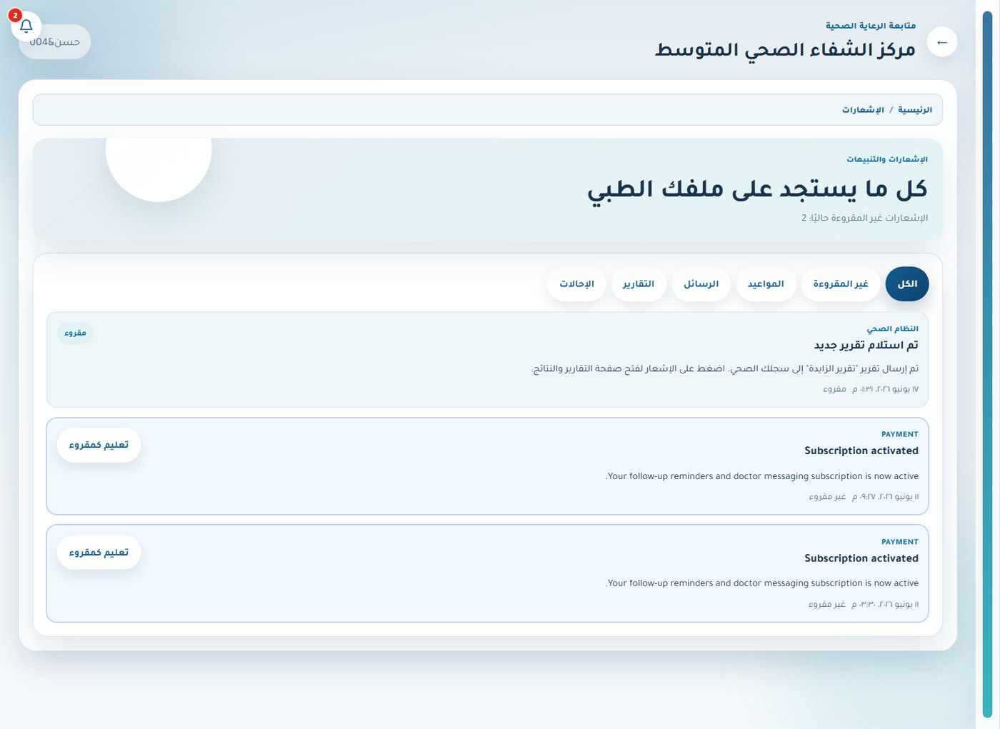 متابعة الرعاية الصحية
مركز الشفاء الصحي المتوسط
←
2
حسن&004
الرئيسية / الإشعارات
الإشعارات والتنبيهات
كل ما يستجد على ملفك الطبي
الإشعارات غير المقروءة حاليًا: 2
الكل
غير المقروءة
المواعيد
الرسائل
التقارير
الإحالات
النظام الصحي
مقروء
تم استلام تقرير جديد
تم إرسال تقرير "تقرير الزايدة" إلى سجلك الصحي. اضغط على الإشعار لفتح صفحة التقارير والنتائج.
١٧ يونيو ٢٠٢٦، ٠١:٣١ م مقروء
PAYMENT
تعليم كمقروء
Subscription activated
.Your follow-up reminders and doctor messaging subscription is now active
١١ يونيو ٢٠٢٦، ٠٩:٢٧ م غير مقروء
PAYMENT
تعليم كمقروء
Subscription activated
.Your follow-up reminders and doctor messaging subscription is now active
١١ يونيو ٢٠٢٦، ٠٣:٣٠ م غير مقروء